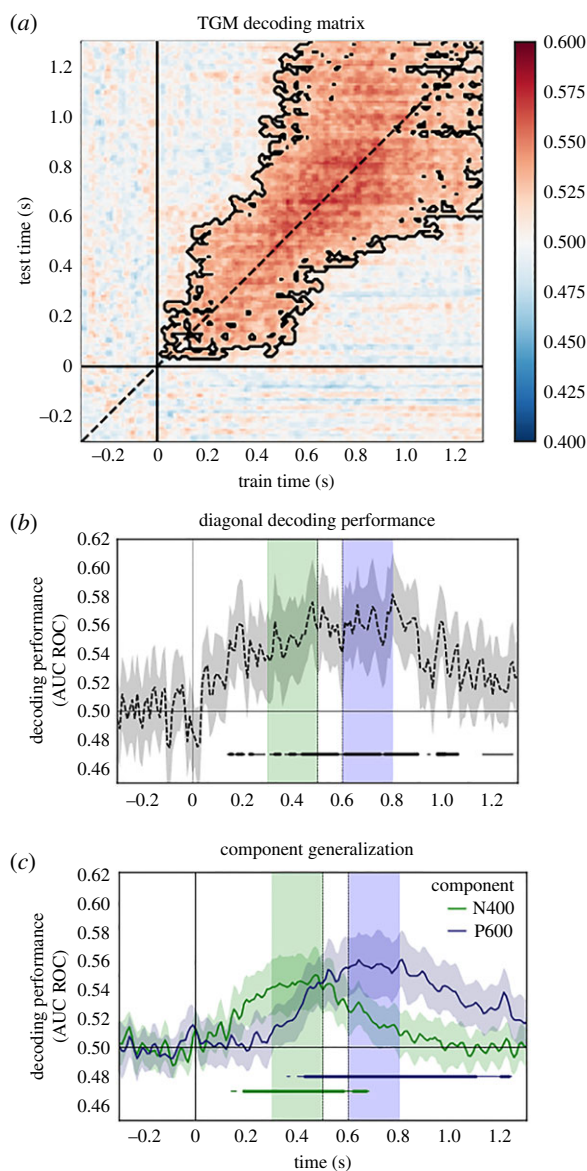 (a) TGM decoding matrix
1.2
1.0
0.8
0.6
0.4
0.2
0
–0.2
test time (s)
–0.2 0 0.2 0.4 0.6 0.8 1.0 1.2
train time (s)
0.600
0.575
0.550
0.525
0.500
0.475
0.450
0.425
0.400
(b) diagonal decoding performance
0.62
0.60
0.58
0.56
0.54
0.52
0.50
0.48
0.46
decoding performance
(AUC ROC)
–0.2 0 0.2 0.4 0.6 0.8 1.0 1.2
(c) component generalization
0.62
0.60
0.58
0.56
0.54
0.52
0.50
0.48
0.46
decoding performance
(AUC ROC)
component
N400
P600
–0.2 0 0.2 0.4 0.6 0.8 1.0 1.2
time (s)